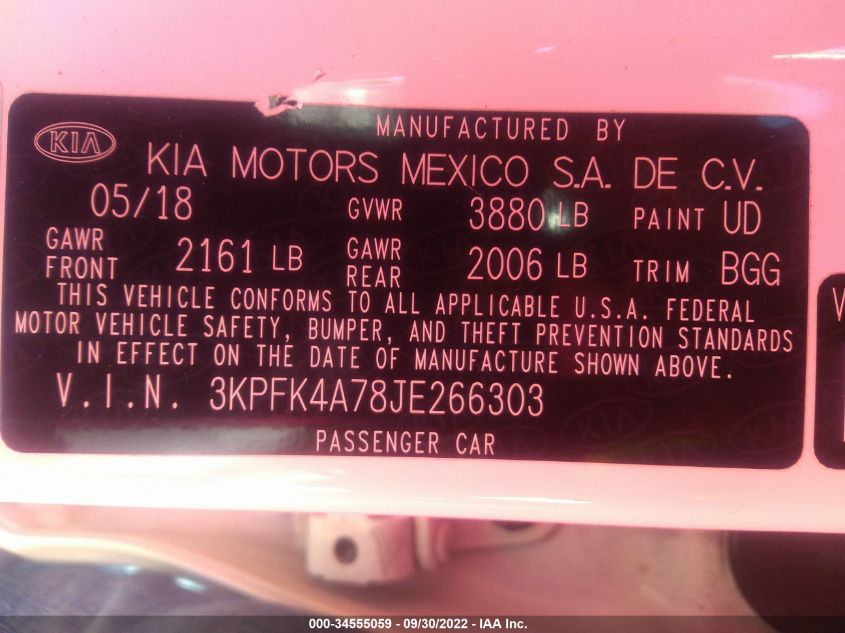 MANUFACTURED BY
KIA KIA MOTORS MEXICO S.A. DE C.V.
05/18 GVWR 3880 LB PAINT UD
GAWR FRONT 2161 LB GAWR REAR 2006 LB TRIM BGG
THIS VEHICLE CONFORMS TO ALL APPLICABLE U.S.A. FEDERAL
MOTOR VEHICLE SAFETY, BUMPER, AND THEFT PREVENTION STANDARDS
IN EFFECT ON THE DATE OF MANUFACTURE SHOWN ABOVE.
V.I.N. 3KPFK4A78JE266303
PASSENGER CAR
000-34555059 - 09/30/2022 - IAA Inc.